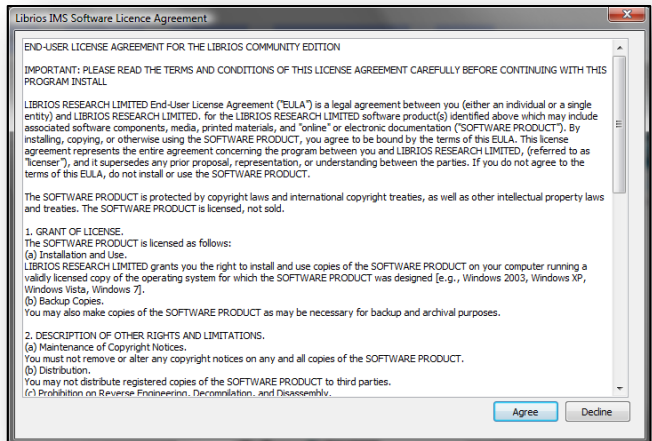 Librios IMS Software Licence Agreement
END-USER LICENSE AGREEMENT FOR THE LIBRIOS COMMUNITY EDITION
IMPORTANT: PLEASE READ THE TERMS AND CONDITIONS OF THIS LICENSE AGREEMENT CAREFULLY BEFORE CONTINUING WITH THIS
PROGRAM INSTALL
LIBRIOS RESEARCH LIMITED End-User License Agreement ("EULA") is a legal agreement between you (either an individual or a single
entity) and LIBRIOS RESEARCH LIMITED. for the LIBRIOS RESEARCH LIMITED software product(s) identified above which may include
associated software components, media, printed materials, and "online" or electronic documentation ("SOFTWARE PRODUCT"). By
installing, copying, or otherwise using the SOFTWARE PRODUCT, you agree to be bound by the terms of this EULA. This license
agreement represents the entire agreement concerning the program between you and LIBRIOS RESEARCH LIMITED, (referred to as
"licenser"), and it supersedes any prior proposal, representation, or understanding between the parties. If you do not agree to the
terms of this EULA, do not install or use the SOFTWARE PRODUCT.
The SOFTWARE PRODUCT is protected by copyright laws and international copyright treaties, as well as other intellectual property laws
and treaties. The SOFTWARE PRODUCT is licensed, not sold.
1. GRANT OF LICENSE.
The SOFTWARE PRODUCT is licensed as follows:
(a) Installation and Use.
LIBRIOS RESEARCH LIMITED grants you the right to install and use copies of the SOFTWARE PRODUCT on your computer running a
validly licensed copy of the operating system for which the SOFTWARE PRODUCT was designed [e.g., Windows 2003, Windows XP,
Windows Vista, Windows 7].
(b) Backup Copies.
You may also make copies of the SOFTWARE PRODUCT as may be necessary for backup and archival purposes.
2. DESCRIPTION OF OTHER RIGHTS AND LIMITATIONS.
(a) Maintenance of Copyright Notices.
You must not remove or alter any copyright notices on any and all copies of the SOFTWARE PRODUCT.
(b) Distribution.
You may not distribute registered copies of the SOFTWARE PRODUCT to third parties.
(c) Prohibition on Reverse Engineering, Decompilation, and Disassembly.
Agree
Decline